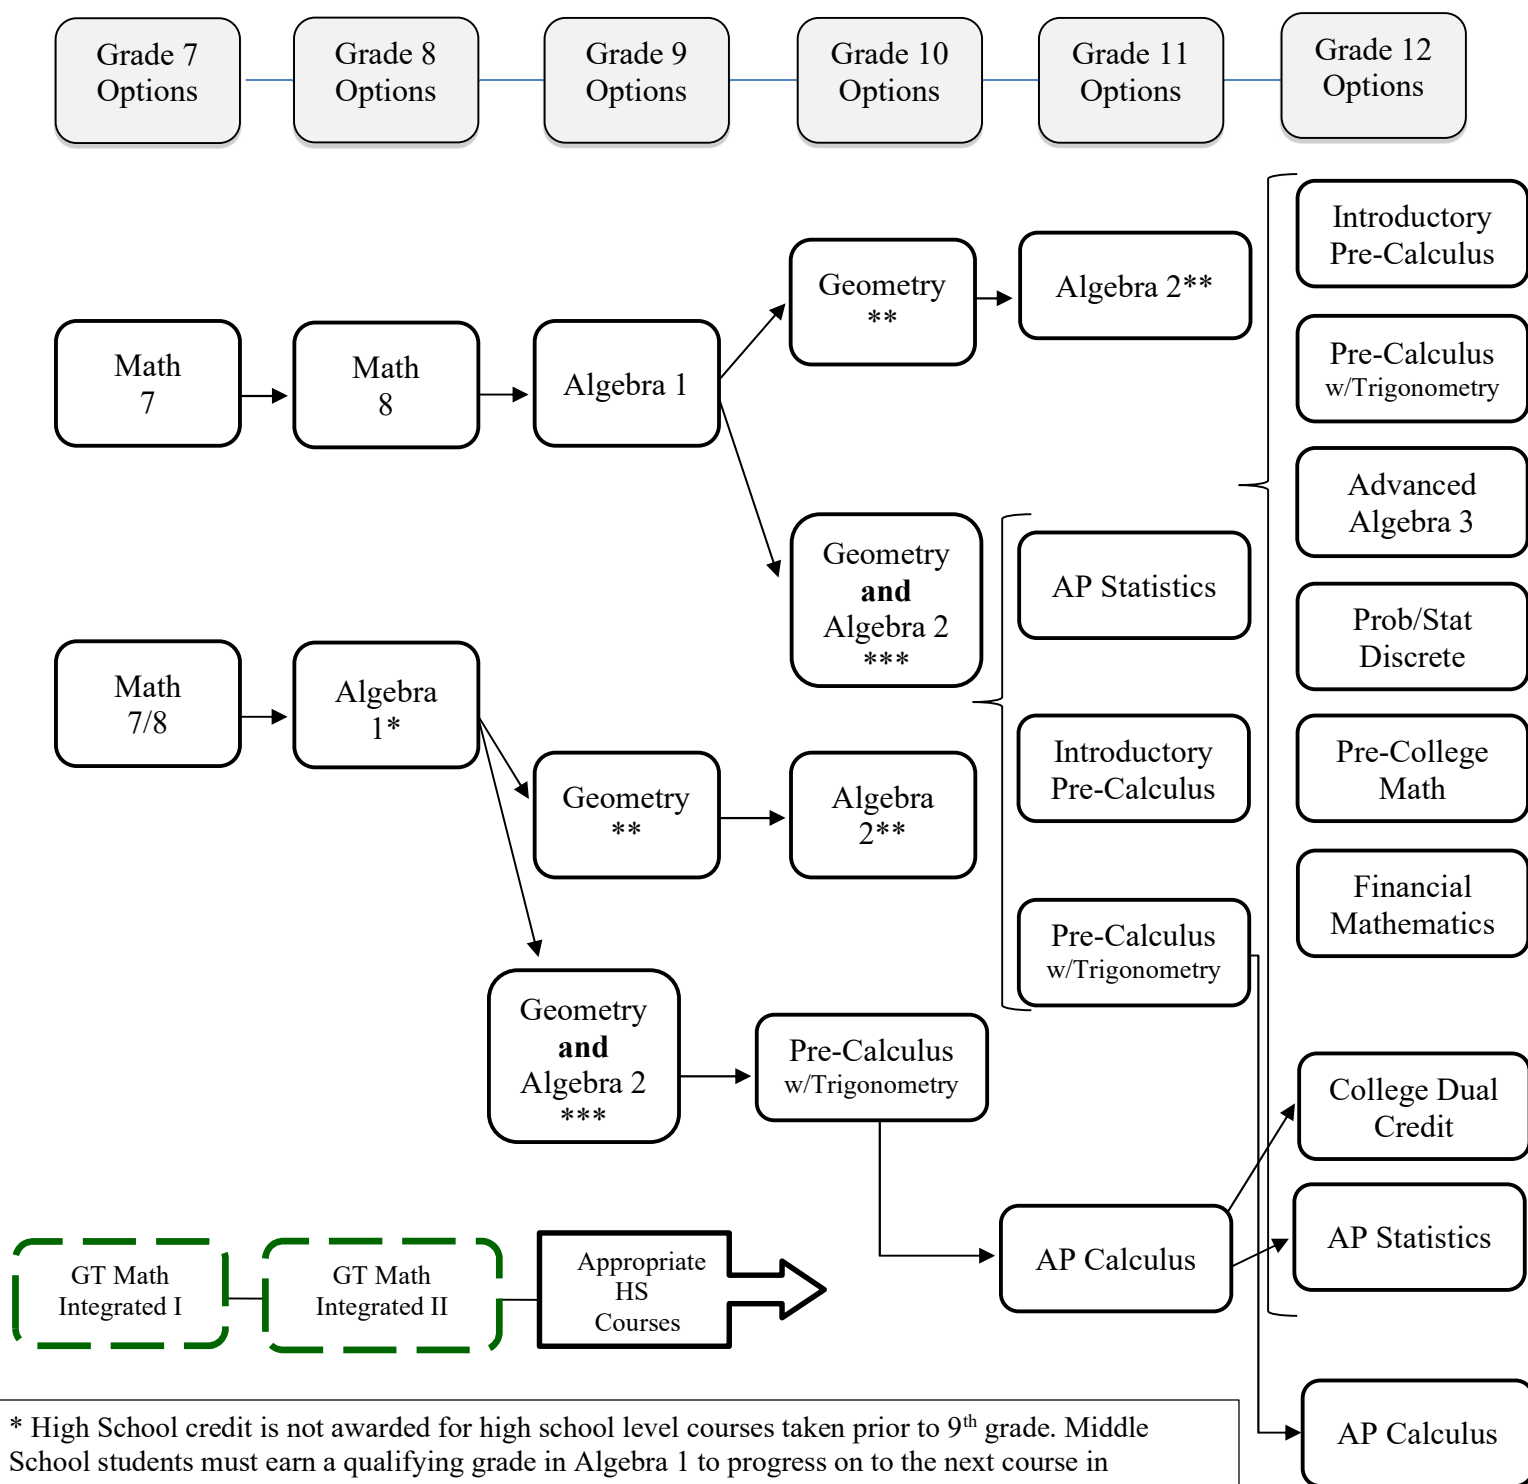 Grade 7
Options
Grade 8
Options
Grade 9
Options
Grade 10
Options
Grade 11
Options
Grade 12
Options
Math
7
Math
8
Algebra 1
Geometry
**
Algebra 2**
Geometry
and
Algebra 2
***
Math
7/8
Algebra
1*
Geometry
**
Algebra
2**
Geometry
and
Algebra 2
***
Pre-Calculus
w/Trigonometry
AP Statistics
Introductory
Pre-Calculus
Pre-Calculus
w/Trigonometry
AP Calculus
Introductory
Pre-Calculus
Pre-Calculus
w/Trigonometry
Advanced
Algebra 3
Prob/Stat
Discrete
Pre-College
Math
Financial
Mathematics
College Dual
Credit
AP Statistics
AP Calculus
GT Math
Integrated I
GT Math
Integrated II
Appropriate
HS
Courses
* High School credit is not awarded for high school level courses taken prior to 9th grade. Middle
School students must earn a qualifying grade in Algebra 1 to progress on to the next course in